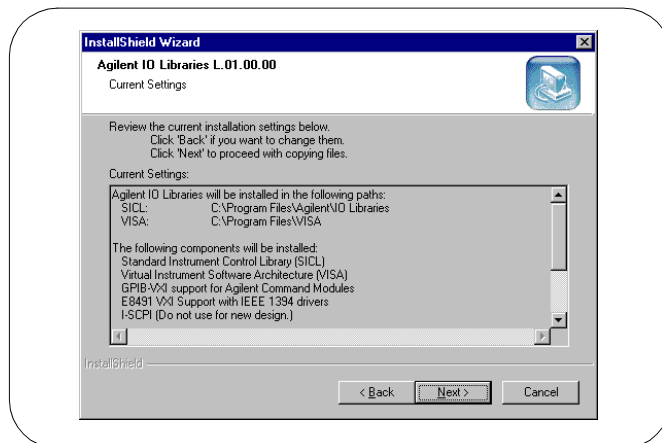 InstallShield Wizard
Agilent IO Libraries L.01.00.00
Current Settings
Review the current installation settings below.
Click 'Back' if you want to change them.
Click 'Next' to proceed with copying files.
Current Settings:
Agilent IO Libraries will be installed in the following paths:
SICL: C:\Program Files\Agilent\IO Libraries
VISA: C:\Program Files\VISA
The following components will be installed:
Standard Instrument Control Library (SICL)
Virtual Instrument Software Architecture (VISA)
GPIB-VXI support for Agilent Command Modules
E8491 VXI Support with IEEE 1394 drivers
I-SCPI (Do not use for new design.)
InstallShield
< Back Next > Cancel